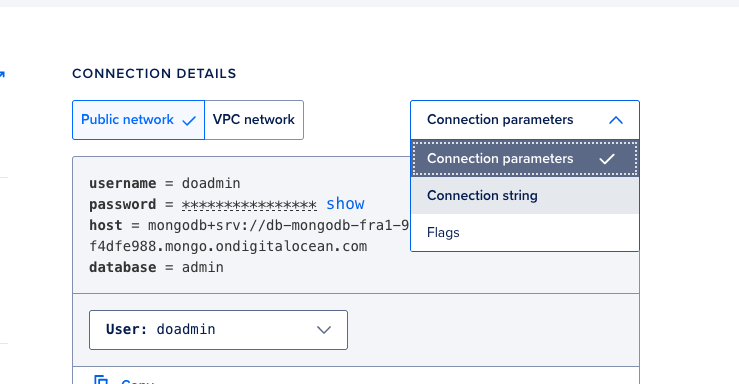 CONNECTION DETAILS
Public network VPC network
Connection parameters
Connection parameters
Connection string
Flags
username = doadmin
password = **************** show
host = mongodb+srv://db-mongodb-fra1-9
f4dfe988.mongo.ondigitalocean.com
database = admin
User: doadmin
Copy